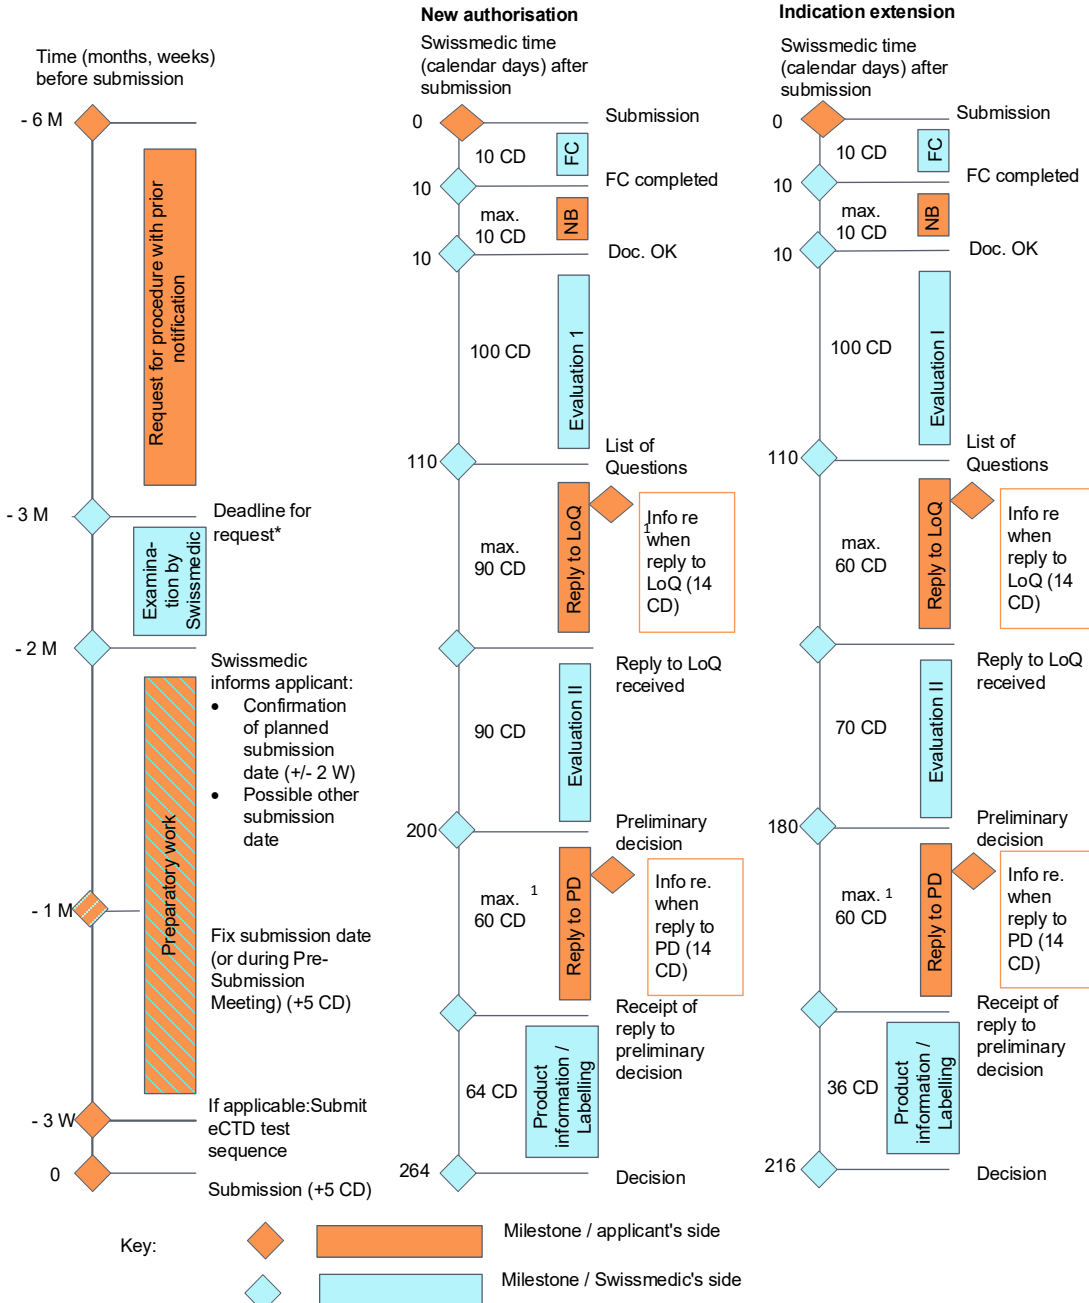 Time (months, weeks)
before submission
- 6 M
Request for procedure with prior
notification
- 3 M
Deadline for
request*
Examina-
tion by
Swissmedic
- 2 M
Swissmedic
informs applicant:
• Confirmation
of planned
submission
date (+/- 2 W)
• Possible other
submission
date
Preparatory work
- 1 M
Fix submission date
(or during Pre-
Submission
Meeting) (+5 CD)
- 3 W
If applicable:Submit
eCTD test
sequence
0
Submission (+5 CD)
New authorisation
Swissmedic time
(calendar days) after
submission
0
Submission
10 CD
FC
10
FC completed
max.
10 CD
NB
10
Doc. OK
100 CD
Evaluation 1
110
List of
Questions
max.
90 CD
Reply to LoQ
1
Info re
when
reply to
LoQ (14
CD)
Reply to LoQ
received
90 CD
Evaluation II
200
Preliminary
decision
max. 1
60 CD
Reply to PD
Info re.
when
reply to
PD (14
CD)
Receipt of
reply to
preliminary
decision
64 CD
Product
information /
Labelling
264
Decision
Indication extension
Swissmedic time
(calendar days) after
submission
0
Submission
10 CD
FC
10
FC completed
max.
10 CD
NB
10
Doc. OK
100 CD
Evaluation I
110
List of
Questions
max.
60 CD
Reply to LoQ
Info re
when
reply to
LoQ (14
CD)
Reply to LoQ
received
70 CD
Evaluation II
180
Preliminary
decision
max. 1
60 CD
Reply to PD
Info re.
when
reply to
PD (14
CD)
Receipt of
reply to
preliminary
decision
36 CD
Product
information /
Labelling
216
Decision
Key:
Milestone / applicant's side
Milestone / Swissmedic's side